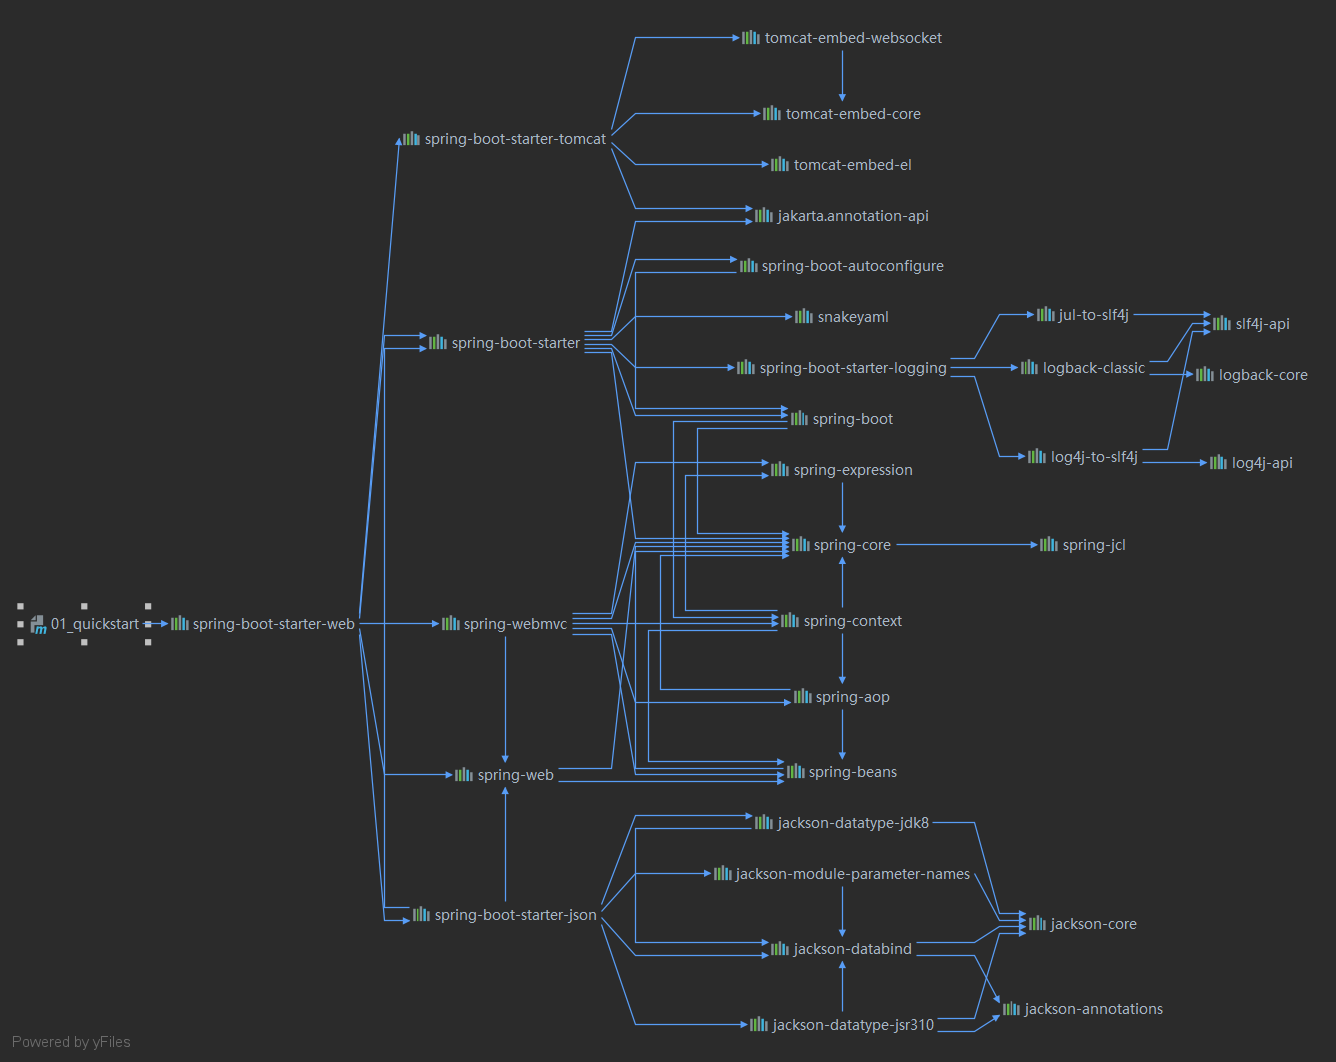 tomcat-embed-websocket
tomcat-embed-core
spring-boot-starter-tomcat
tomcat-embed-el
jakarta.annotation-api
spring-boot-autoconfigure
snakeyaml
jul-to-slf4j
slf4j-api
spring-boot-starter
spring-boot-starter-logging
logback-classic
logback-core
spring-boot
log4j-to-slf4j
log4j-api
spring-expression
spring-core
spring-jcl
01_quickstart
spring-boot-starter-web
spring-webmvc
spring-context
spring-aop
spring-web
spring-beans
jackson-datatype-jdk8
jackson-module-parameter-names
spring-boot-starter-json
jackson-core
jackson-databind
jackson-annotations
jackson-datatype-jsr310
Powered by yFiles